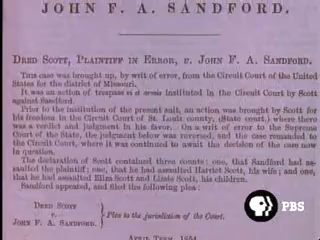 JOHN F. A. SANDFORD.
DRED SCOTT, PLAINTIFF IN ERROR, v. JOHN F. A. SANDFORD.
This case was brought up, by writ of error, from the Circuit Court of the United
States for the district of Missouri.
It was an action of trespass vi et armis instituted in the Circuit Court by Scott
against Sandford.
Prior to the institution of the present suit, an action was brought by Scott for
his freedom in the Circuit Court of St. Louis county, (State court,) where there
was a verdict and judgment in his favor. On a writ of error to the Supreme
Court of the State, the judgment below was reversed, and the case remanded to
the Circuit Court, where it was continued to await the decision of the case now
in question.
The declaration of Scott contained three counts: one, that Sandford had as-
saulted the plaintiff; one, that he had assaulted Harriet Scott, his wife; and one,
that he had assaulted Eliza Scott and Lizzie Scott, his children.
Sandford appeared, and filed the following plea:
DRED SCOTT
v.
JOHN F. A. SANDFORD.
Plea to the jurisdiction of the Court.
APRIL TERM, 1854.
PBS